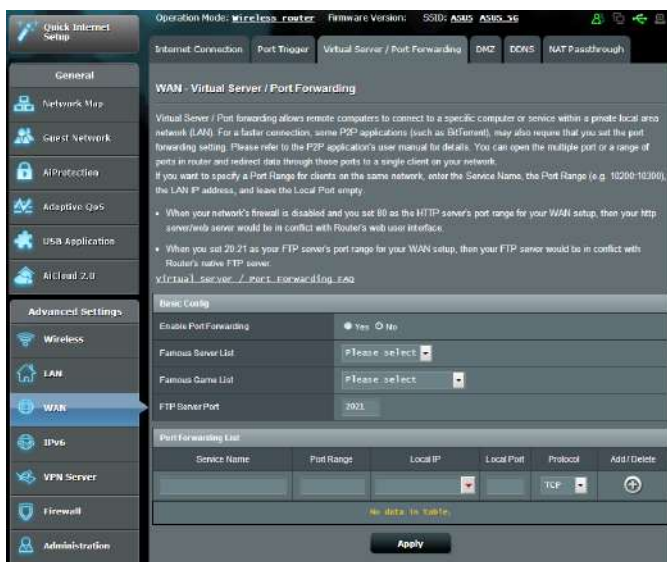 Quick Internet
Setup
Operation Mode: Wireless router Firmware Version: SSID: ASUS ASUS_5G
Internet Connection Port Trigger Virtual Server / Port Forwarding DMZ DDNS NAT Passthrough
General
Network Map
Guest Network
AiProtection
Adaptive QoS
USB Application
AiCloud 2.0
Advanced Settings
Wireless
LAN
WAN
IPv6
VPN Server
Firewall
Administration
WAN - Virtual Server / Port Forwarding
Virtual Server / Port forwarding allows remote computers to connect to a specific computer or service within a private local area
network (LAN). For a faster connection, some P2P applications (such as BitTorrent), may also require that you set the port
forwarding setting. Please refer to the P2P application's user manual for details. You can open the multiple port or a range of
ports in router and redirect data through those ports to a single client on your network.
If you want to specify a Port Range for clients on the same network, enter the Service Name, the Port Range (e.g. 10200:10300),
the LAN IP address, and leave the Local Port empty.
• When your network's firewall is disabled and you set 80 as the HTTP server's port range for your WAN setup, then your http
server/web server would be in conflict with Router's web user interface.
• When you set 20:21 as your FTP server's port range for your WAN setup, then your FTP server would be in conflict with
Router's native FTP server.
Virtual Server / Port Forwarding FAQ
Basic Config
Enable Port Forwarding Yes No
Famous Server List Please select
Famous Game List Please select
FTP Server Port 2021
Port Forwarding List
Service Name Port Range Local IP Local Port Protocol Add / Delete
TCP
No data in table.
Apply